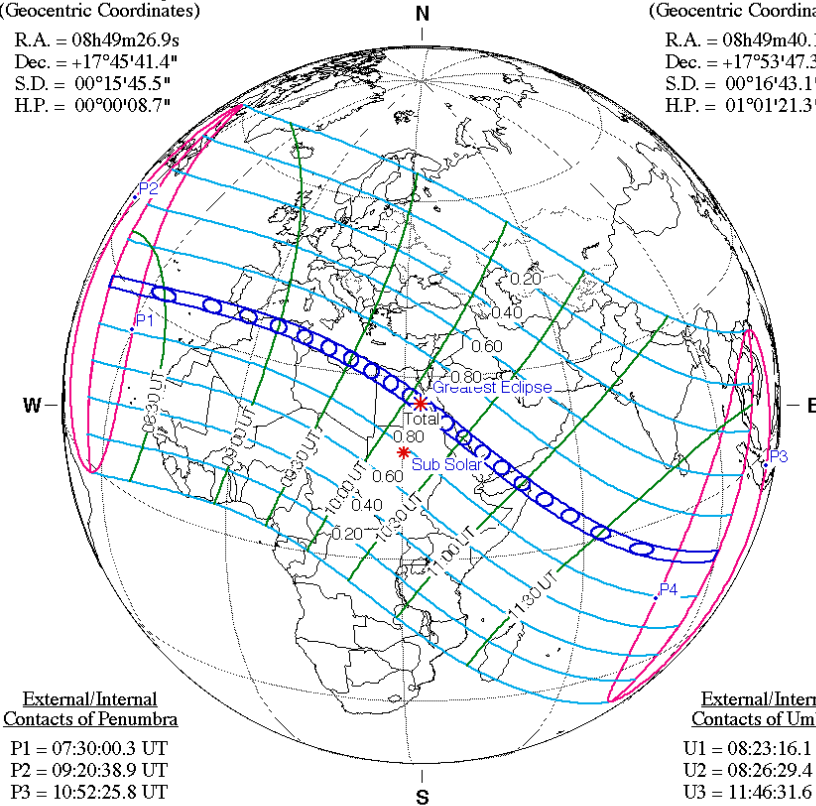 (Geocentric Coordinates)
R.A. = 08h49m26.9s
Dec. = +17°45'41.4"
S.D. = 00°15'45.5"
H.P. = 00°00'08.7"
N
(Geocentric Coordina
R.A. = 08h49m40.1
Dec. = +17°53'47.3
S.D. = 00°16'43.1"
H.P. = 01°01'21.3"
P2
P1
0.20
0.40
0.60
0.80
Greatest Eclipse
W
E
Total
0.80
Sub Solar
0.60
0.40
0.20
08:30 UT
09:00 UT
09:30 UT
10:00 UT
10:30 UT
11:00 UT
11:30 UT
P3
P4
External/Internal
Contacts of Penumbra
P1 = 07:30:00.3 UT
P2 = 09:20:38.9 UT
P3 = 10:52:25.8 UT
External/Intern
Contacts of Um
U1 = 08:23:16.1
U2 = 08:26:29.4
U3 = 11:46:31.6
S